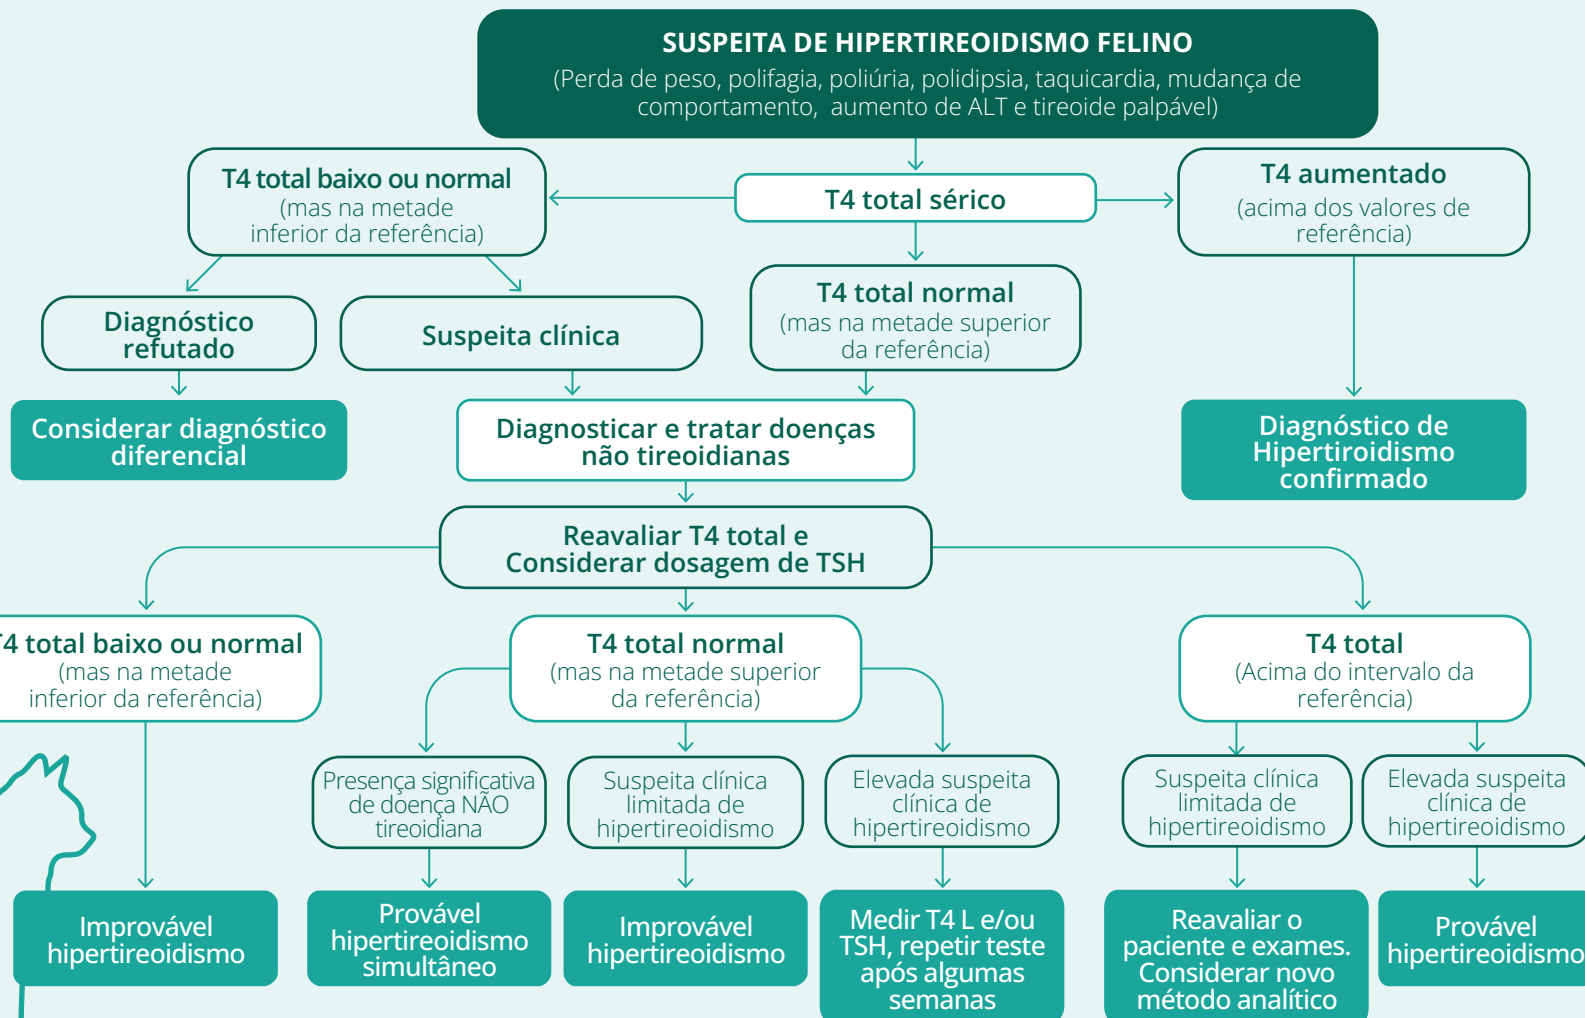 SUSPEITA DE HIPERTIREOIDISMO FELINO
(Perda de peso, polifagia, poliúria, polidipsia, taquicardia, mudança de
comportamento, aumento de ALT e tireoide palpável)
T4 total baixo ou normal
(mas na metade
inferior da referência)
T4 total sérico
T4 aumentado
(acima dos valores de
referência)
T4 total normal
(mas na metade superior
da referência)
Diagnóstico
refutado
Suspeita clínica
Considerar diagnóstico
diferencial
Diagnosticar e tratar doenças
não tireoidianas
Diagnóstico de
Hipertiroidismo
confirmado
Reavaliar T4 total e
Considerar dosagem de TSH
T4 total baixo ou normal
(mas na metade
inferior da referência)
T4 total normal
(mas na metade superior
da referência)
T4 total
(Acima do intervalo da
referência)
Presença significativa
de doença NÃO
tireoidiana
Suspeita clínica
limitada de
hipertireoidismo
Elevada suspeita
clínica de
hipertireoidismo
Suspeita clínica
limitada de
hipertireoidismo
Elevada suspeita
clínica de
hipertireoidismo
Improvável
hipertireoidismo
Provável
hipertireoidismo
simultâneo
Improvável
hipertireoidismo
Medir T4 L e/ou
TSH, repetir teste
após algumas
semanas
Reavaliar o
paciente e exames.
Considerar novo
método analítico
Provável
hipertireoidismo